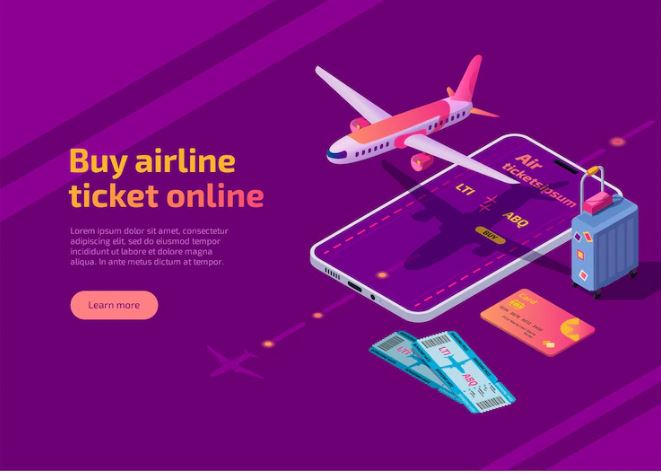 Buy airline
ticket online
Lorem ipsum dolor sit amet, consectetur
adipiscing elit, sed do eiusmod tempor
incididunt ut labore et dolore magna
aliqua. In ante metus dictum at tempor.
Learn more
Air
ticketsipsum
LTI
ABQ
BUY
Card
LTI
LTI
ABQ